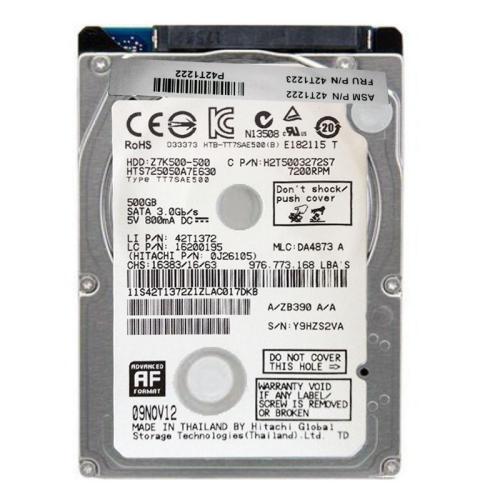 P42T1222
FRU P/N 42T1223
ASM P/N 42T1222
CE
N13508
RoHS
D33373 HTB-TT7SAE500(B) E182115 T
HDD:Z7K500-500 C P/N:H2T5003272S7
HTS725050A7E630 7200RPM
Type TT7SAE500
Don't shock/
push cover
500GB
SATA 3.0Gb/s
5V 800mA DC
LI P/N: 42T1372
LC P/N: 16200195 MLC:DA4873 A
(HITACHI P/N: 0J26105)
CHS:16383/16/63 976.773.168 LBA'S
11S42T1372Z1ZLAC017DKB
A/ZB390 A/A
S/N:Y9HZS2VA
DO NOT COVER
THIS HOLE
ADVANCED
AF
FORMAT
WARRANTY VOID
IF ANY LABEL/
SCREW IS REMOVED
OR BROKEN
09NOV12
MADE IN THAILAND BY Hitachi Global
Storage Technologies(Thailand).Ltd. TD